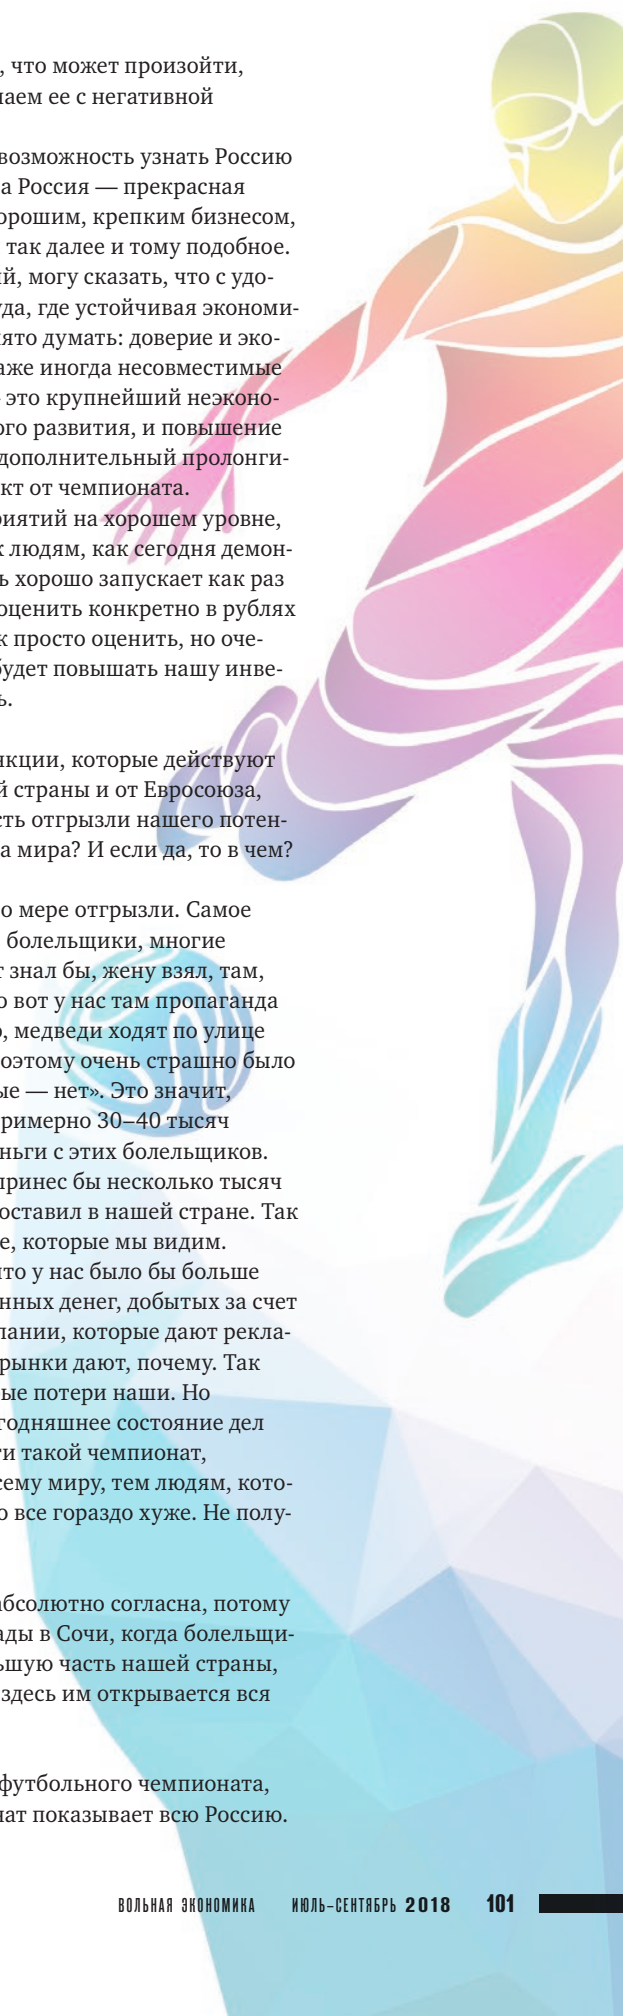 , что может произойти,
аем ее с негативной
возможность узнать Россию
а Россия — прекрасная
орошим, крепким бизнесом,
так далее и тому подобное.
й, могу сказать, что с удо-
уда, где устойчивая экономи-
ято думать: доверие и эко-
аже иногда несовместимые
это крупнейший неэконо-
ого развития, и повышение
дополнительный пролонги-
кт от чемпионата.
риятий на хорошем уровне,
к людям, как сегодня демон-
ь хорошо запускает как раз
оценить конкретно в рублях
к просто оценить, но оче-
будет повышать нашу инве-
ь.
нкции, которые действуют
й страны и от Евросоюза,
сть отгрызли нашего потен-
а мира? И если да, то в чем?
о мере отгрызли. Самое
болельщики, многие
т знал бы, жену взял, там,
о вот у нас там пропаганда
о, медведи ходят по улице
поэтому очень страшно было
ые — нет». Это значит,
римерно 30–40 тысяч
ньги с этих болельщиков.
принес бы несколько тысяч
оставил в нашей стране. Так
е, которые мы видим.
что у нас было бы больше
нных денег, добытых за счет
пании, которые дают рекла-
рынки дают, почему. Так
ые потери наши. Но
годняшнее состояние дел
ти такой чемпионат,
сему миру, тем людям, кото-
о все гораздо хуже. Не полу-
абсолютно согласна, потому
ады в Сочи, когда болельщи-
ьшую часть нашей страны,
здесь им открывается вся
футбольного чемпионата,
нат показывает всю Россию.
ВОЛЬНАЯ ЭКОНОМИКА ИЮЛЬ–СЕНТЯБРЬ 2018 101